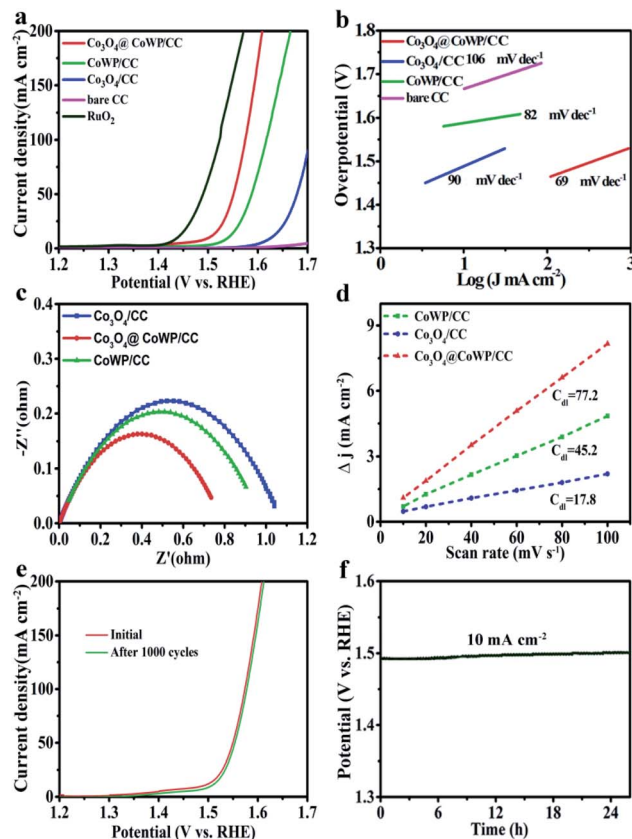 a
200
150
100
50
0
Current density(mA cm-2)
Co3O4@ CoWP/CC
CoWP/CC
Co3O4/CC
bare CC
RuO2
1.2 1.3 1.4 1.5 1.6 1.7
Potential (V vs. RHE)
b
1.8
1.7
1.6
1.5
1.4
1.3
Overpotential (V)
Co3O4@CoWP/CC
Co3O4/CC
CoWP/CC
bare CC
106 mV dec-1
82 mV dec-1
90 mV dec-1
69 mV dec-1
0 1 2 3
Log (J mA cm-2)
c
-0.4
0.3
0.2
0.1
0.0
-Z''(ohm)
Co3O4/CC
Co3O4@ CoWP/CC
CoWP/CC
0.0 0.2 0.4 0.6 0.8 1.0 1.2
Z'(ohm)
d
9
6
3
0
Δ j (mA cm-2)
CoWP/CC
Co3O4/CC
Co3O4@CoWP/CC
Cdl=77.2
Cdl=45.2
Cdl=17.8
0 20 40 60 80 100
Scan rate (mV s-1)
e
200
150
100
50
0
Current density(mA cm-2)
Initial
After 1000 cycles
1.2 1.3 1.4 1.5 1.6 1.7
Potential (V vs. RHE)
f
1.6
1.5
1.4
1.3
Potential (V vs. RHE)
10 mA cm-2
0 6 12 18 24
Time (h)